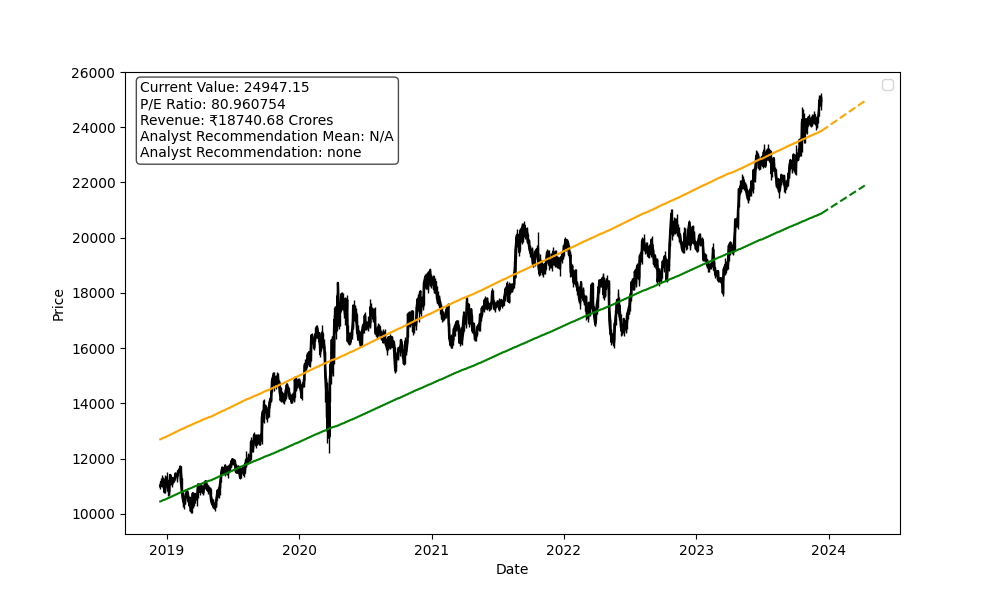 Current Value: 24947.15
P/E Ratio: 80.960754
Revenue: ₹18740.68 Crores
Analyst Recommendation Mean: N/A
Analyst Recommendation: none
26000
24000
22000
20000
18000
16000
14000
12000
10000
Price
2019 2020 2021 2022 2023 2024
Date